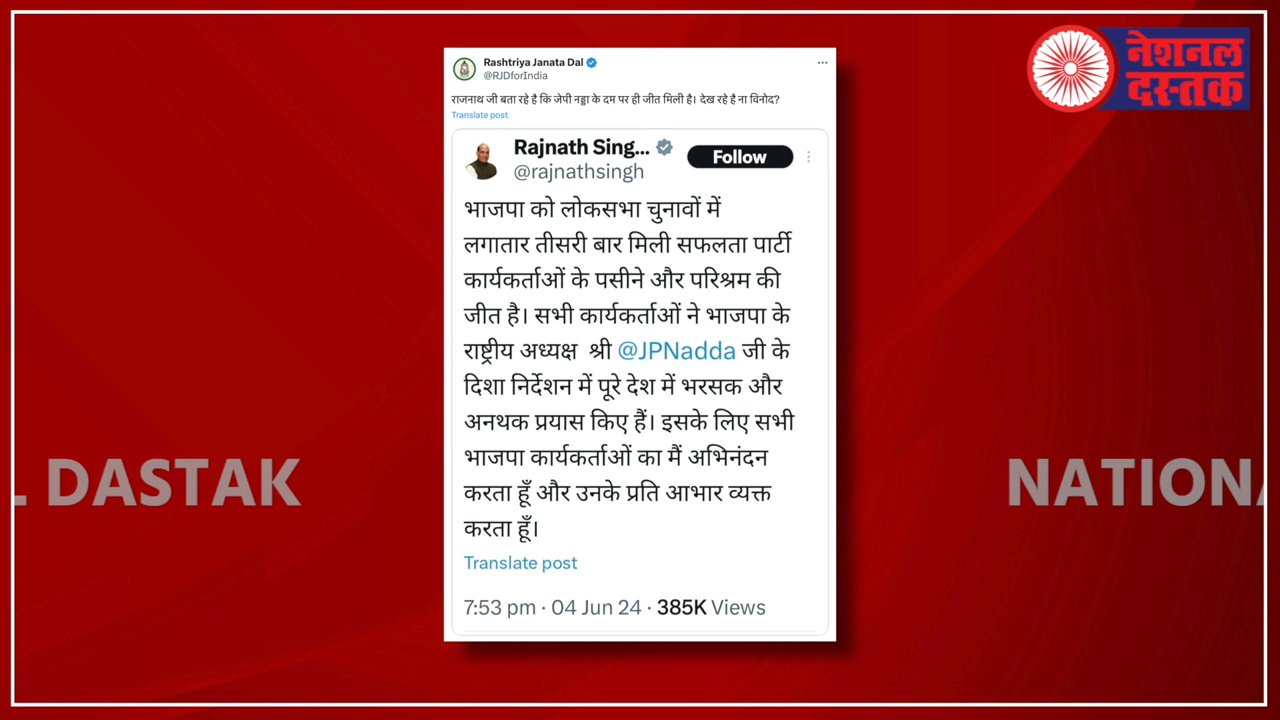 नेशनल
दस्तक
Rashtriya Janata Dal
@RJDforIndia
राजनाथ जी बता रहे है कि जेपी नड्डा के दम पर ही जीत मिली है। देख रहे है ना विनोद?
Translate post
Rajnath Sing...
Follow
@rajnathsingh
भाजपा को लोकसभा चुनावों में
लगातार तीसरी बार मिली सफलता पार्टी
कार्यकर्ताओं के पसीने और परिश्रम की
जीत है। सभी कार्यकर्ताओं ने भाजपा के
राष्ट्रीय अध्यक्ष श्री @JPNadda जी के
दिशा निर्देशन में पूरे देश में भरसक और
अनथक प्रयास किए हैं। इसके लिए सभी
भाजपा कार्यकर्ताओं का मैं अभिनंदन
करता हूँ और उनके प्रति आभार व्यक्त
करता हूँ।
Translate post
7:53 pm · 04 Jun 24 · 385K Views
L DASTAK
NATIONA